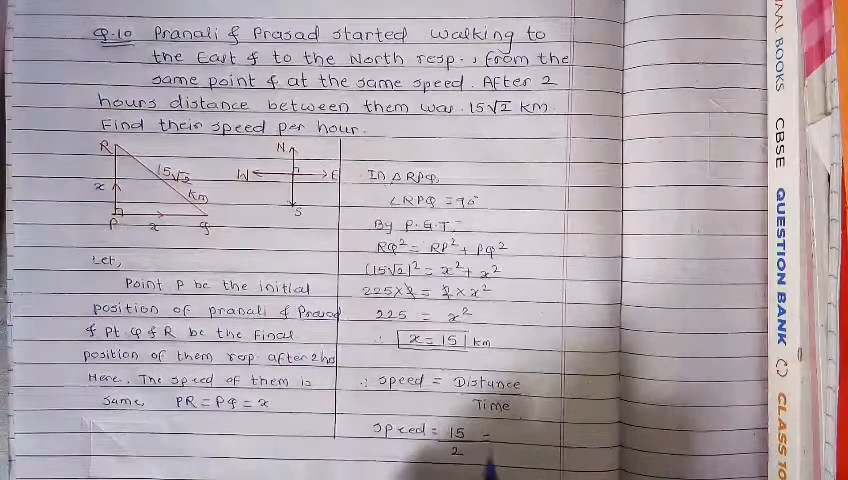 Q.10 Pranali & Prasad started walking to
the East & to the North resp., from the
same point & at the same speed. After 2
hours distance between them was 15√2 KM.
Find their speed per hour.
R
15√2
km
x
P
x
Q
N
W
E
S
Let,
Point P be the initial
position of pranali & Prasad
& pt. Q & R be the final
position of them resp. after 2
Here, The speed of them is
same PR = PQ = x
In △ RPQ,
∠RPQ = 90°
By P.G.T,
RQ² = RP² + PQ²
(15√2)² = x² + x²
225 × 2 = 2 × x²
225 = x²
∴ x = 15 km
∴ speed = Distance
Time
speed = 15 =
2
NAAL BOOKS CBSE QUESTION BANK CLASS 10